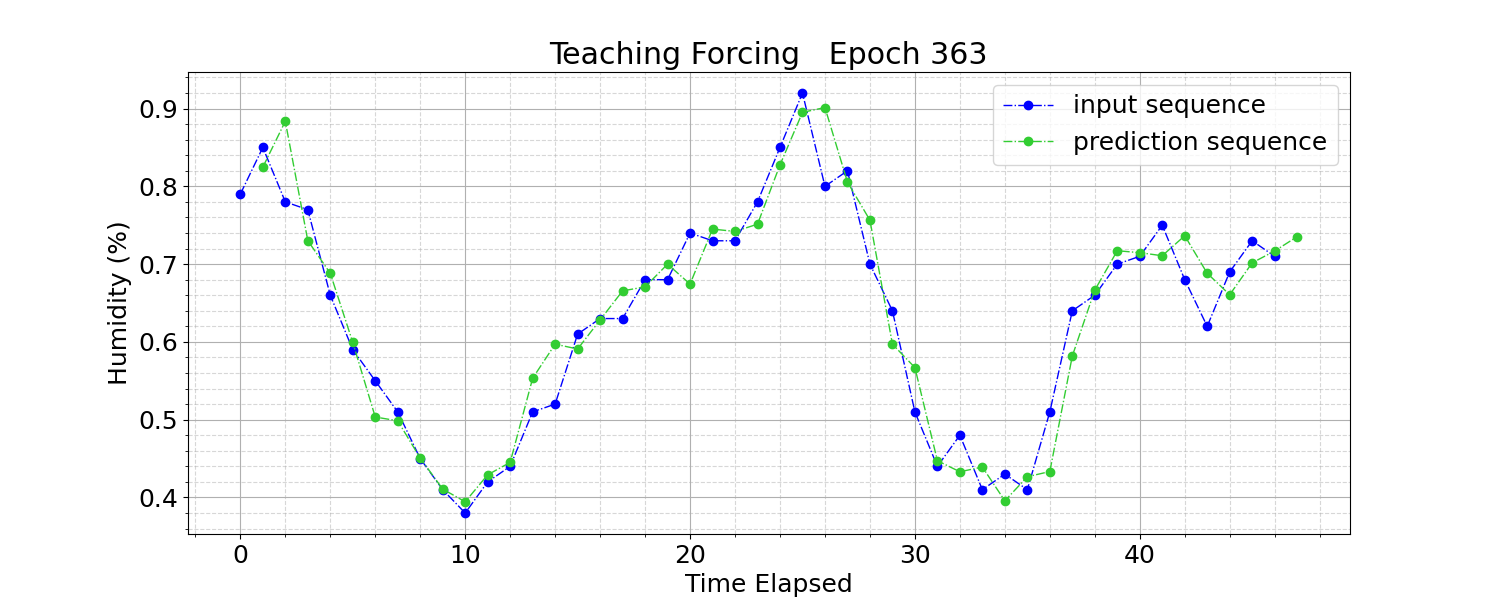 Teaching Forcing   Epoch 363
input sequence
prediction sequence
Humidity (%)
0.9
0.8
0.7
0.6
0.5
0.4
0 10 20 30 40
Time Elapsed